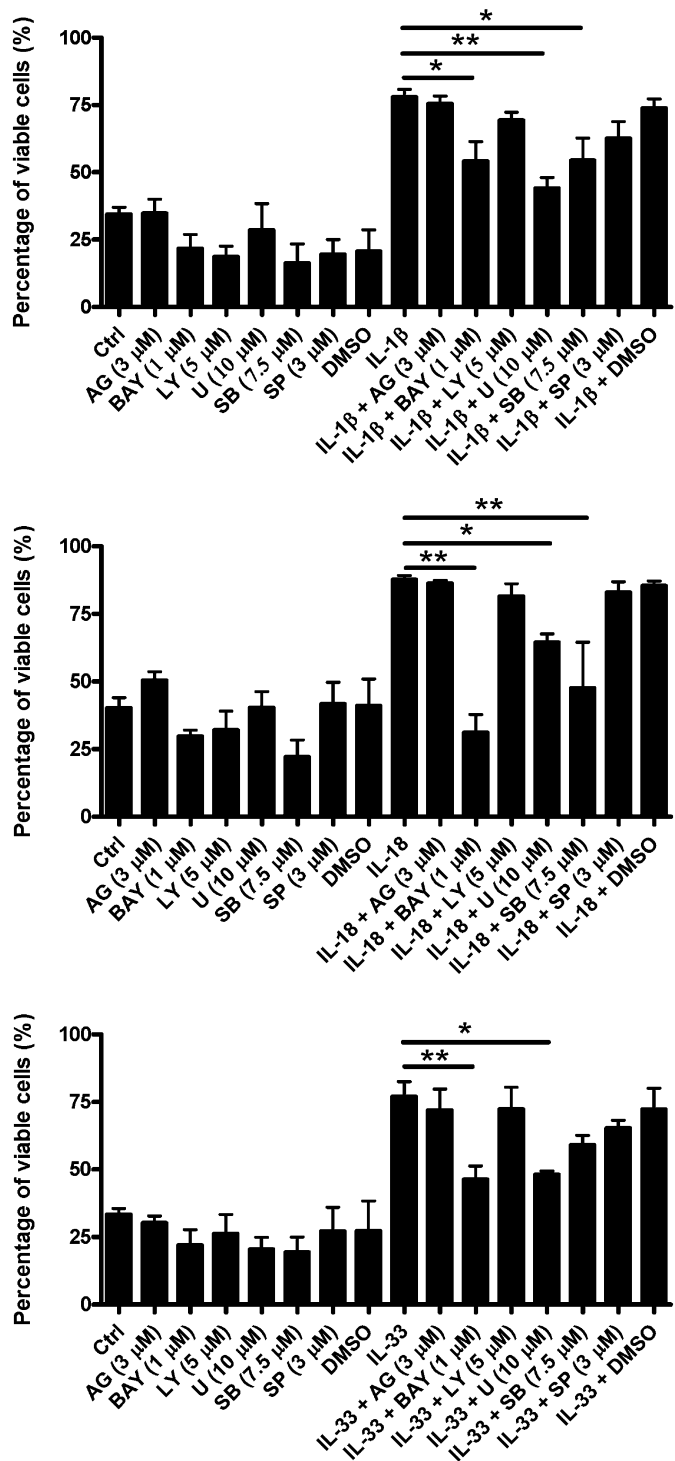 *
**
*
Percentage of viable cells (%)
100
75
50
25
0
Ctrl
AG (3 µM)
BAY (1 µM)
LY (5 µM)
U (10 µM)
SB (7.5 µM)
SP (3 µM)
DMSO
IL-1β
IL-1β + AG (3 µM)
IL-1β + BAY (1 µM)
IL-1β + LY (5 µM)
IL-1β + U (10 µM)
IL-1β + SB (7.5 µM)
IL-1β + SP (3 µM)
IL-1β + DMSO
**
*
**
Percentage of viable cells (%)
100
75
50
25
0
Ctrl
AG (3 µM)
BAY (1 µM)
LY (5 µM)
U (10 µM)
SB (7.5 µM)
SP (3 µM)
DMSO
IL-18
IL-18 + AG (3 µM)
IL-18 + BAY (1 µM)
IL-18 + LY (5 µM)
IL-18 + U (10 µM)
IL-18 + SB (7.5 µM)
IL-18 + SP (3 µM)
IL-18 + DMSO
*
**
Percentage of viable cells (%)
100
75
50
25
0
Ctrl
AG (3 µM)
BAY (1 µM)
LY (5 µM)
U (10 µM)
SB (7.5 µM)
SP (3 µM)
DMSO
IL-33
IL-33 + AG (3 µM)
IL-33 + BAY (1 µM)
IL-33 + LY (5 µM)
IL-33 + U (10 µM)
IL-33 + SB (7.5 µM)
IL-33 + SP (3 µM)
IL-33 + DMSO